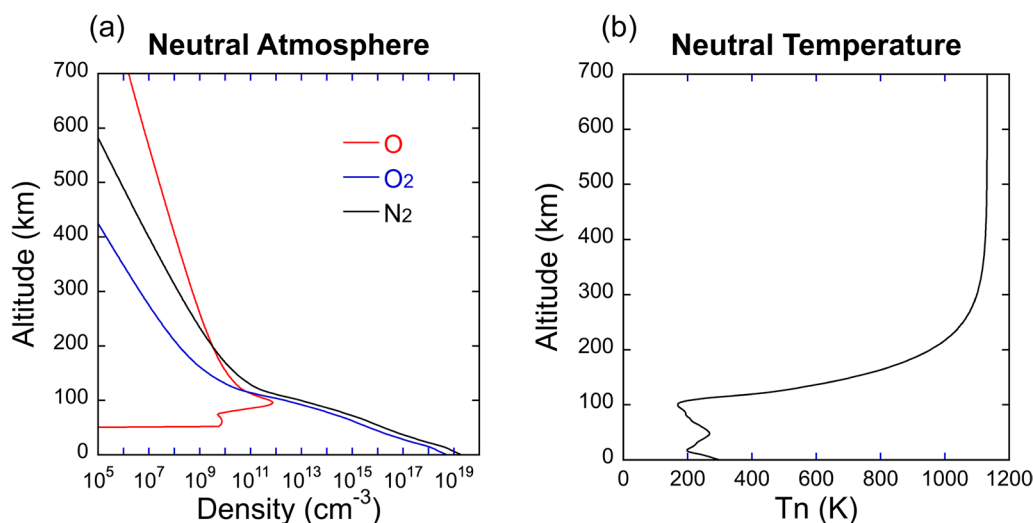 (a)
Neutral Atmosphere
700
600
500
400
300
200
100
0
Altitude (km)
O
O2
N2
10^5 10^7 10^9 10^11 10^13 10^15 10^17 10^19
Density (cm^-3)
(b)
Neutral Temperature
700
600
500
400
300
200
100
0
Altitude (km)
0 200 400 600 800 1000 1200
Tn (K)